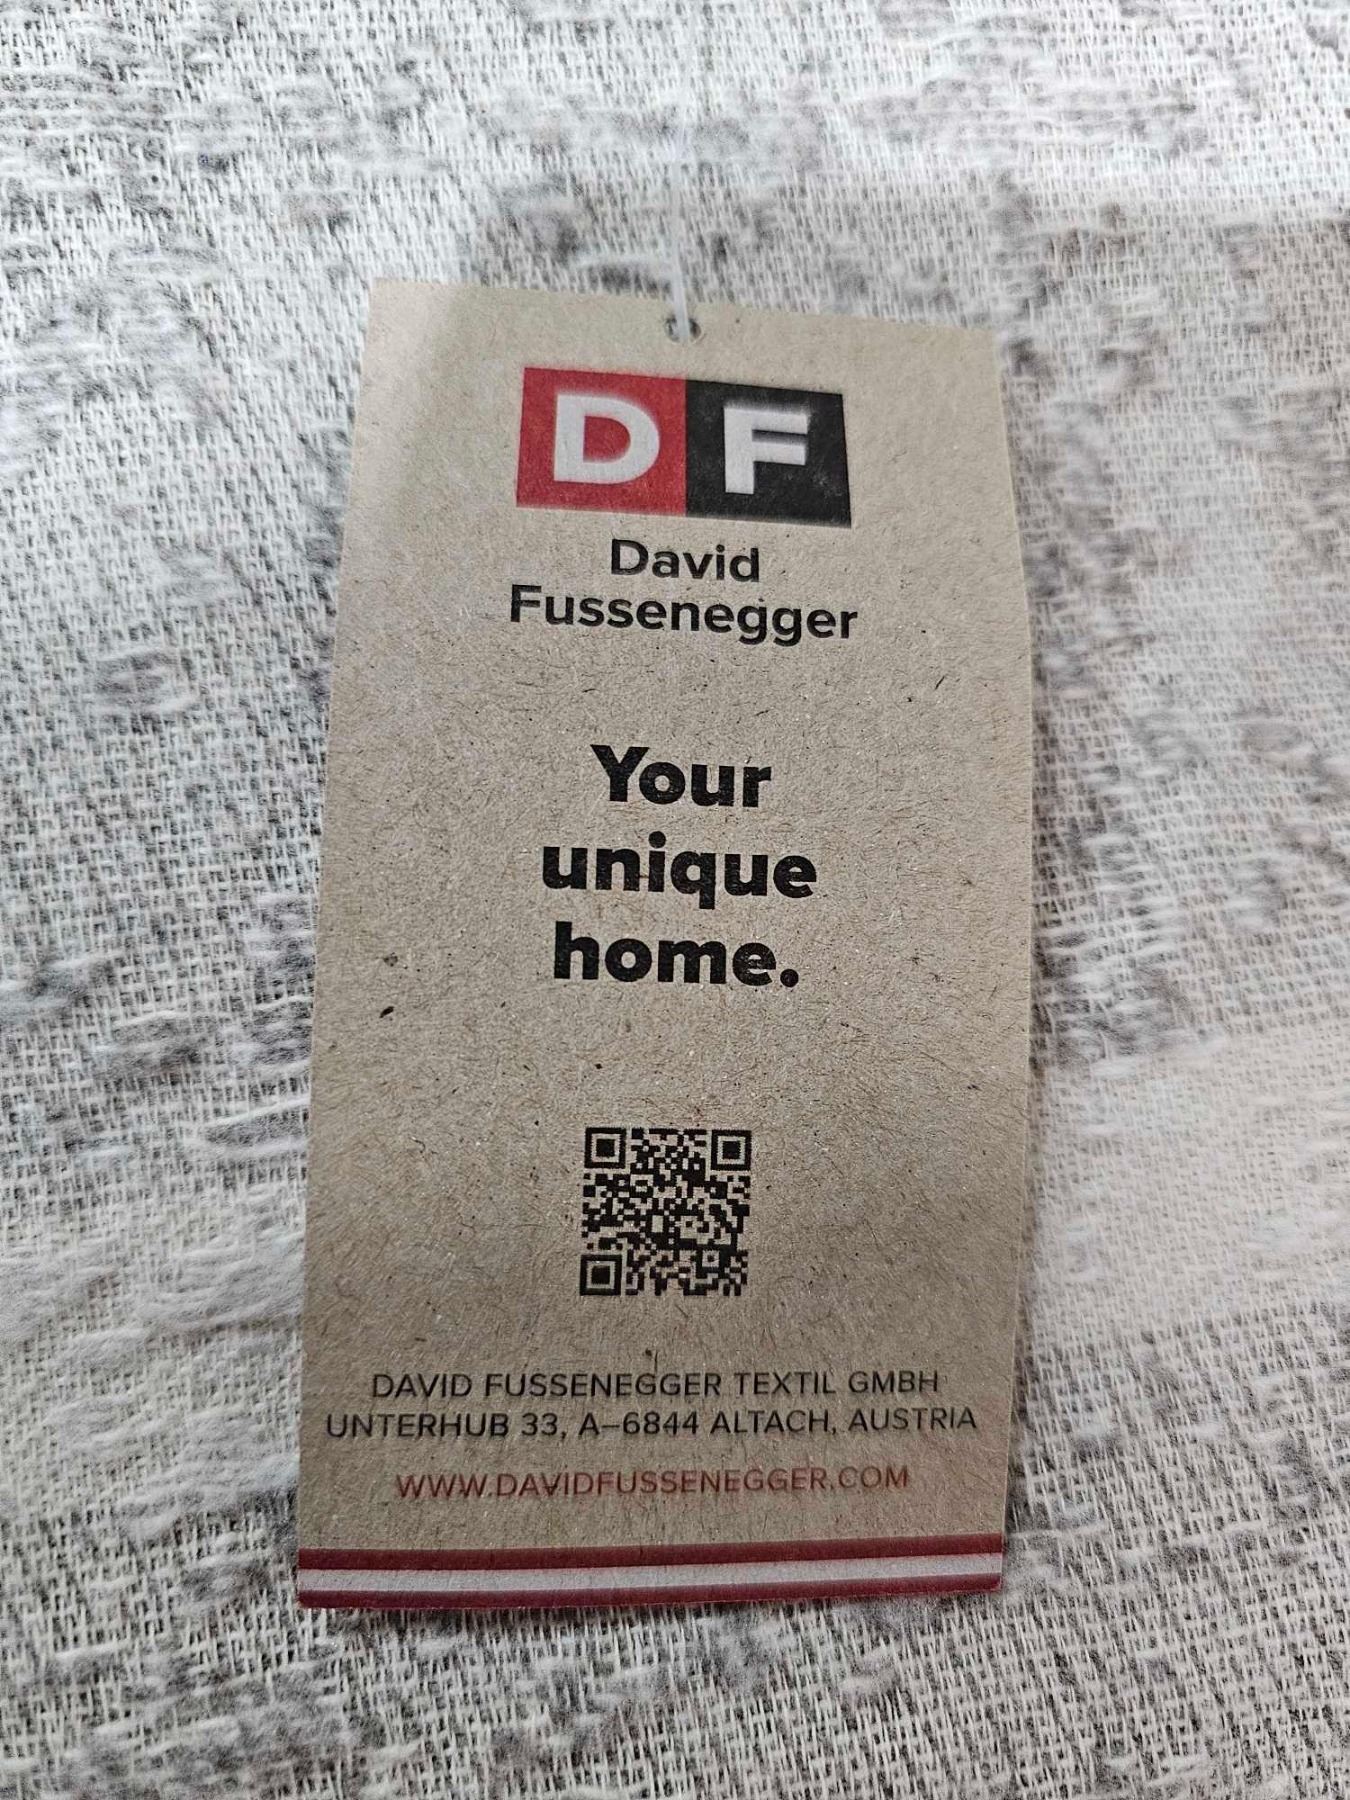 DF
David
Fussenegger
Your
unique
home.
DAVID FUSSENEGGER TEXTIL GMBH
UNTERHUB 33, A–6844 ALTACH, AUSTRIA
WWW.DAVIDFUSSENEGGER.COM